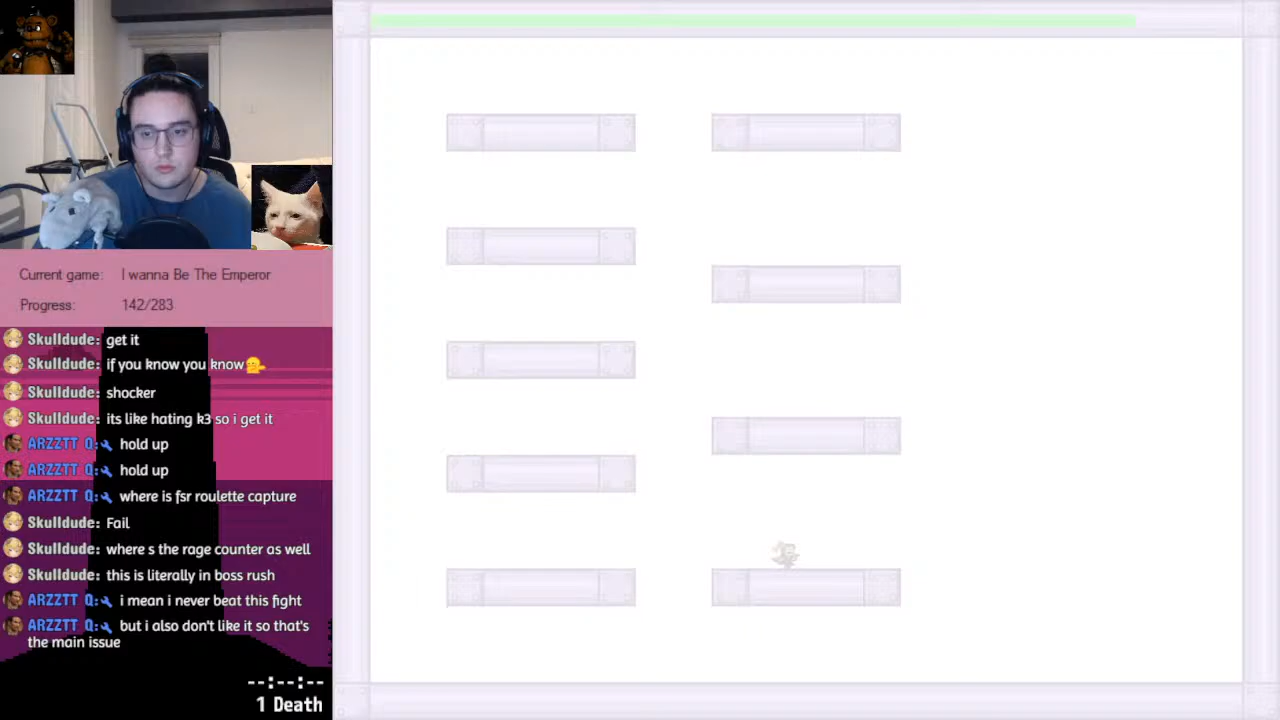 Current game: I wanna Be The Emperor
Progress: 142/283
Skulldude: get it
Skulldude: if you know you know
Skulldude: shocker
Skulldude: its like hating k3 so i get it
ARZZTT Q: hold up
ARZZTT Q: hold up
ARZZTT Q: where is fsr roulette capture
Skulldude: Fail
Skulldude: where s the rage counter as well
Skulldude: this is literally in boss rush
ARZZTT Q: i mean i never beat this fight
ARZZTT Q: but i also don't like it so that's
the main issue
--:--:--
1 Death